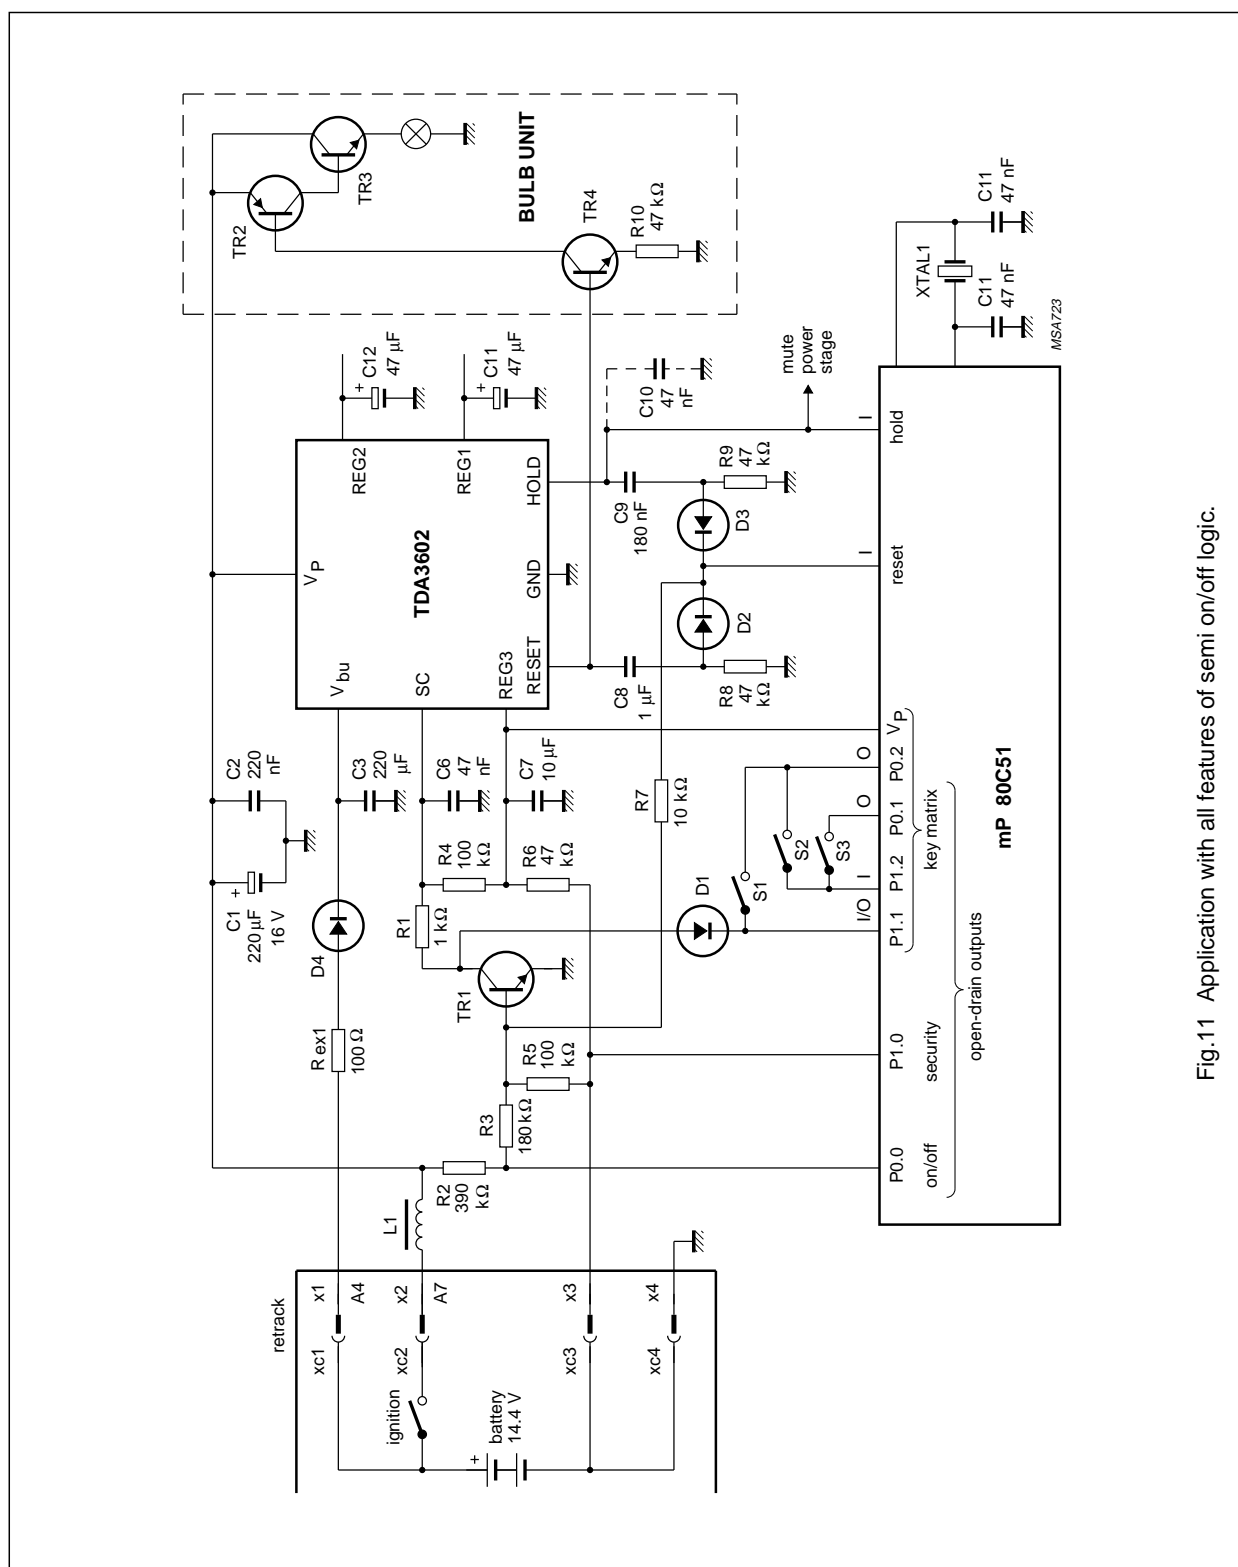 retrack
xc1
x1
A4
xc2
x2
A7
xc3
x3
xc4
x4
ignition
+
battery
14.4 V
L1
R2
390
kΩ
R3
180 kΩ
R5
100
kΩ
TR1
R1
1 kΩ
R4
100
kΩ
R6
47
kΩ
R ex1
100 Ω
D4
C1
+
220 µF
16 V
C2
220
nF
C3
220
µF
C6
47
nF
C7
10 µF
Vbu
VP
SC
REG3
RESET
GND
HOLD
REG1
REG2
TDA3602
+
C12
47 µF
+
C11
47 µF
BULB UNIT
TR2
TR3
TR4
R10
47 kΩ
C8
1 µF
C9
180 nF
C10
47
nF
R8
47
kΩ
R9
47
kΩ
D2
D3
R7
10 kΩ
D1
S1
S2
S3
mute
power
stage
XTAL1
C11
47 nF
C11
47 nF
I/O
I
O
O
I
I
P0.0
P1.0
P1.1
P1.2
P0.1
P0.2
VP
reset
hold
on/off
security
key matrix
open-drain outputs
mP 80C51
MSA723
Fig.11 Application with all features of semi on/off logic.